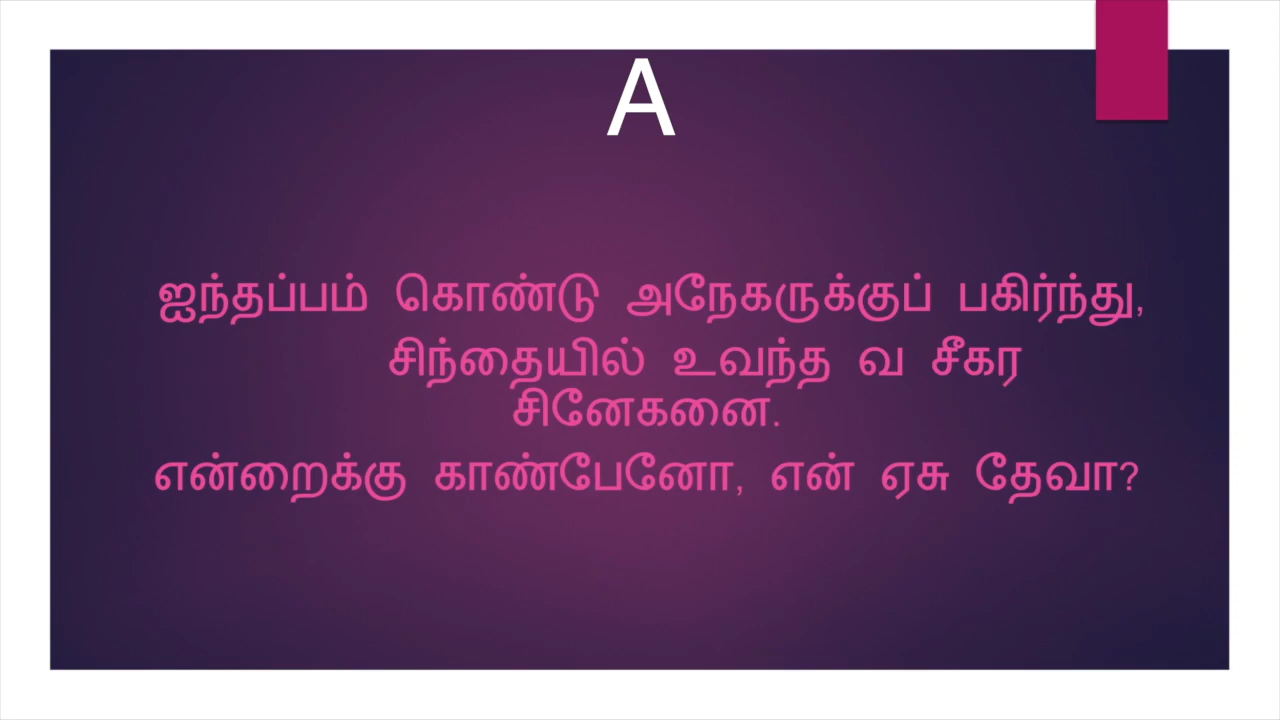 A
ஐந்தப்பம் கொண்டு அநேகருக்குப் பகிர்ந்து,
சிந்தையில் உவந்த வ சீகர
சினேகனை.
என்றைக்கு காண்பேனோ, என் ஏசு தேவா?